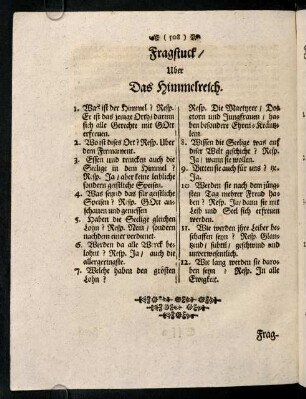 ( 508 )
Fragstuck /
Uber
Das Himmelreich.
1. Was ist der Himmel? Resp.
Er ist das jenige Orth / darinn
sich alle Gerechte mit GOtt
erfreuen.
2. Wo ist dises Ort? Resp. Uber
dem Firmament.
3. Essen und trincken auch die
Seelige in dem Himmel?
Resp. Ja / aber keine leibliche
sondern geistliche Speisen.
4. Was seynd das für geistliche
Speisen? Resp. GOtt anschauen
und geniessen
5. Haben die Seelige gleichen
Lohn? Resp. Nein / sondern
nachdem einer verdienet.
6. Werden da alle Werck belohnt?
Resp. Ja / auch die
allergeringste.
7. Welche haben den grösten
Lohn?
Resp. Die Martyrer / Doctorn
und Jungfrauen / haben
besondere Ehren-Kräntzlein.
8. Wissen die Seelige was auf
der Welt geschicht? Resp.
Ja / wann sie wollen.
9. Bitten sie auch für uns? Resp.
Ja.
10. Werden sie nach dem jüngsten
Tag mehrer Freud haben?
Resp. Ja / dann sie mit
Leib und Seel sich erfreuen
werden.
11. Wie werden ihre Leiber beschaffen
seyn? Resp. Glantzend /
subtil / geschwind und
unverweßlich.
12. Wie lang werden sie darbey
seyn? Resp. In alle
Ewigkeit.
Frag-